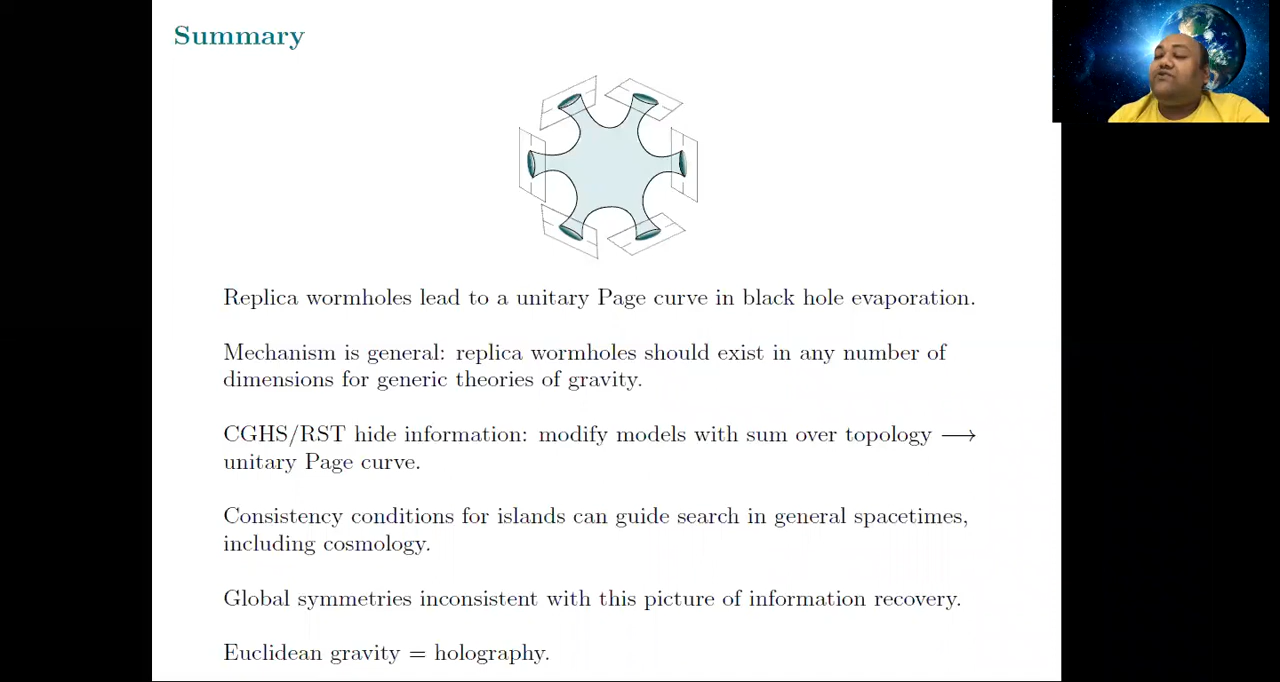 Summary
Replica wormholes lead to a unitary Page curve in black hole evaporation.
Mechanism is general: replica wormholes should exist in any number of
dimensions for generic theories of gravity.
CGHS/RST hide information: modify models with sum over topology ⟶
unitary Page curve.
Consistency conditions for islands can guide search in general spacetimes,
including cosmology.
Global symmetries inconsistent with this picture of information recovery.
Euclidean gravity = holography.